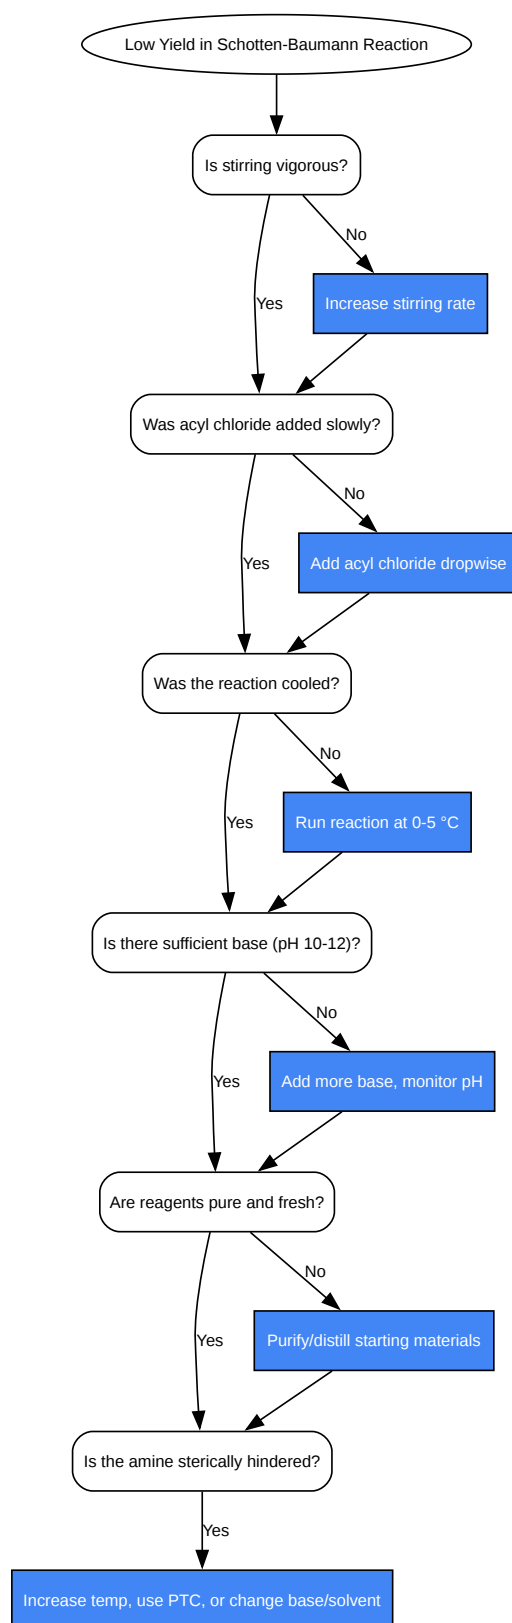 Low Yield in Schotten-Baumann Reaction
Is stirring vigorous?
No
Yes
Increase stirring rate
Was acyl chloride added slowly?
No
Yes
Add acyl chloride dropwise
Was the reaction cooled?
No
Yes
Run reaction at 0-5 °C
Is there sufficient base (pH 10-12)?
No
Yes
Add more base, monitor pH
Are reagents pure and fresh?
No
Yes
Purify/distill starting materials
Is the amine sterically hindered?
Yes
Increase temp, use PTC, or change base/solvent